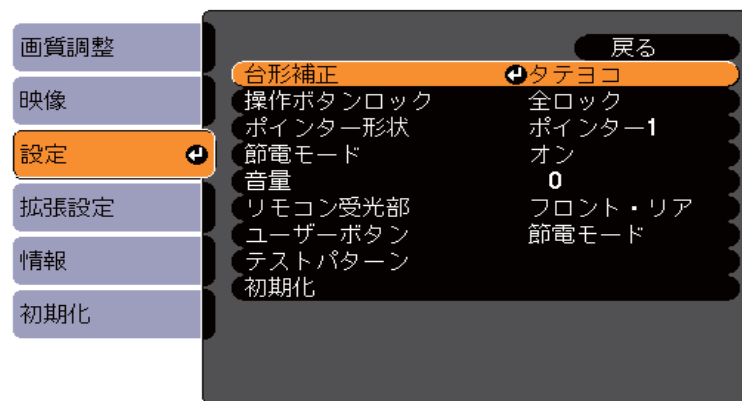 画質調整
映像
設定
拡張設定
情報
初期化
戻る
台形補正 タテヨコ
操作ボタンロック 全ロック
ポインター形状 ポインター1
節電モード オン
音量 0
リモコン受光部 フロント・リア
ユーザーボタン 節電モード
テストパターン
初期化